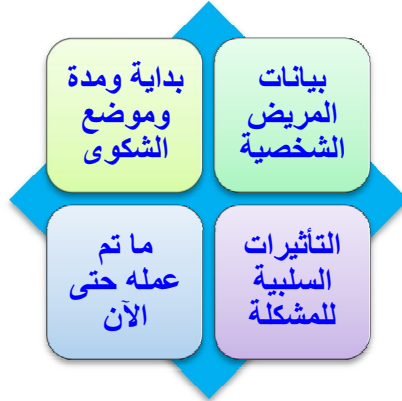 بيانات
المريض
الشخصية
بداية ومدة
وموضع
الشكوى
التأثيرات
السلبية
للمشكلة
ما تم
عمله حتى
الآن